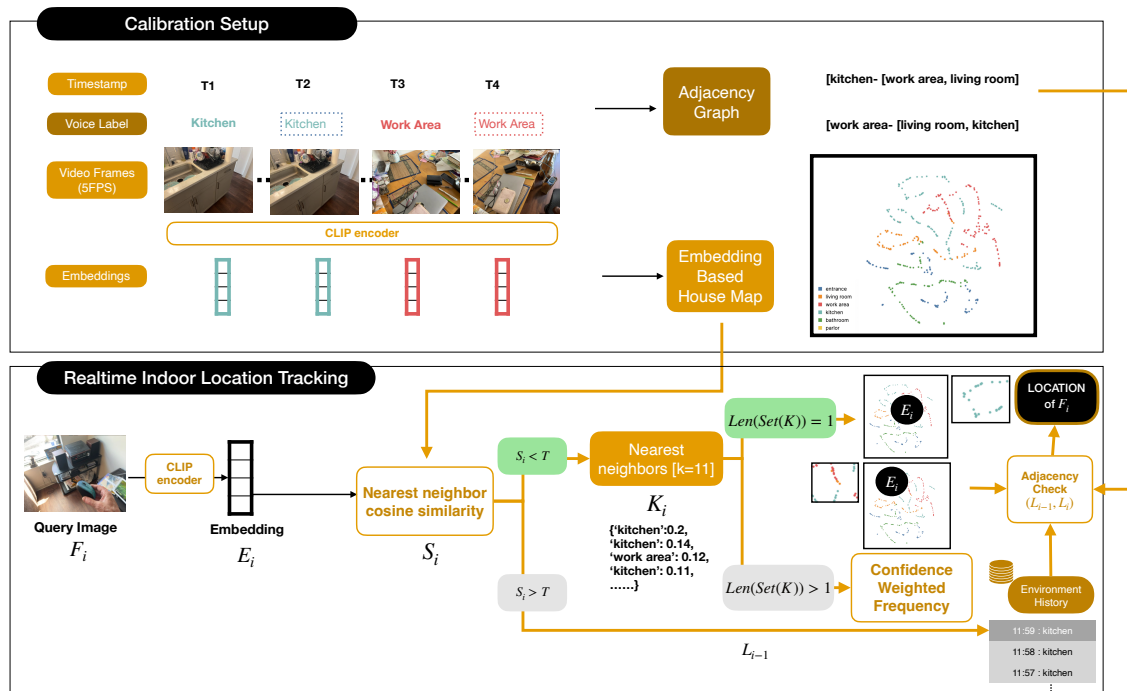 Calibration Setup
Timestamp
T1
T2
T3
T4
Voice Label
Kitchen
Kitchen
Work Area
Work Area
Video Frames
(5FPS)
CLIP encoder
Embeddings
Adjacency
Graph
[kitchen- [work area, living room]
[work area- [living room, kitchen]
Embedding
Based
House Map
entrance
living room
work area
kitchen
bathroom
parlor
Realtime Indoor Location Tracking
Query Image
F_i
CLIP
encoder
Embedding
E_i
Nearest neighbor
cosine similarity
S_i
S_i < T
S_i > T
Nearest
neighbors [k=11]
K_i
{'kitchen':0.2,
'kitchen': 0.14,
'work area': 0.12,
'kitchen': 0.11,
......}
Len(Set(K)) = 1
Len(Set(K)) > 1
E_i
E_i
Confidence
Weighted
Frequency
LOCATION
of F_i
Adjacency
Check
(L_{i-1}, L_i)
Environment
History
L_{i-1}
11:59 : kitchen
11:58 : kitchen
11:57 : kitchen